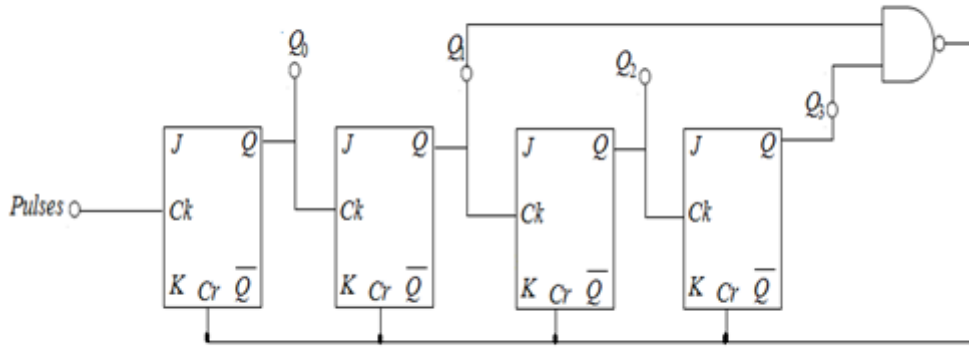 Q0 Q1 Q2 Q3
J Q J Q J Q J Q
Pulses Ck Ck Ck Ck
K Cr Q̅ K Cr Q̅ K Cr Q̅ K Cr Q̅